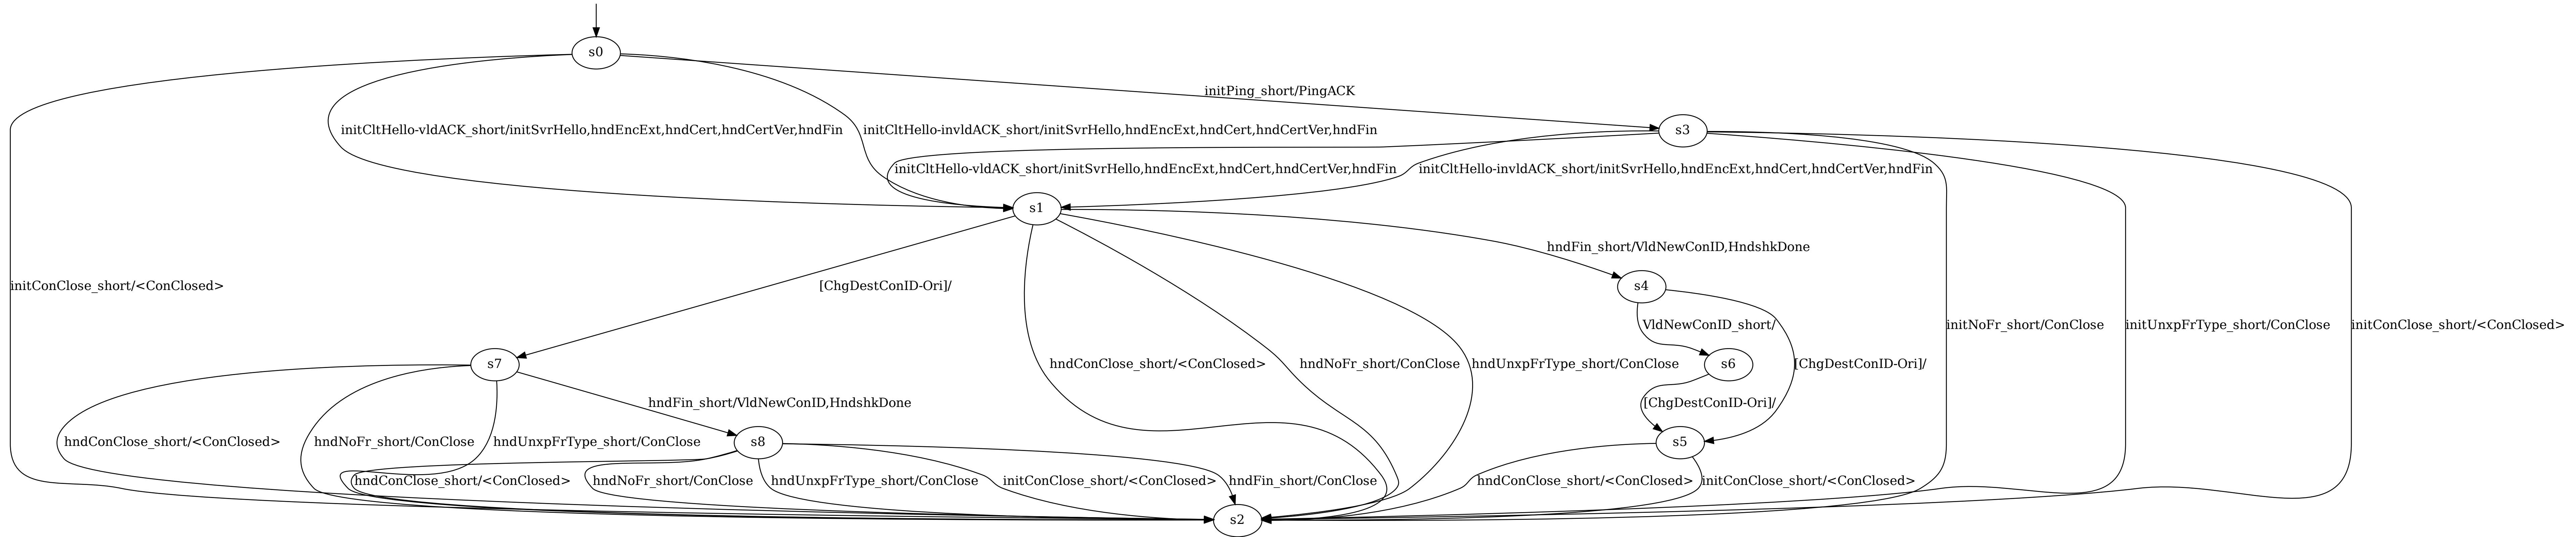 s0
initPing_short/PingACK
initCltHello-vldACK_short/initSvrHello,hndEncExt,hndCert,hndCertVer,hndFin
initCltHello-invldACK_short/initSvrHello,hndEncExt,hndCert,hndCertVer,hndFin
s3
initCltHello-vldACK_short/initSvrHello,hndEncExt,hndCert,hndCertVer,hndFin
initCltHello-invldACK_short/initSvrHello,hndEncExt,hndCert,hndCertVer,hndFin
s1
hndFin_short/VldNewConID,HndshkDone
initConClose_short/<ConClosed>
[ChgDestConID-Ori]/
s4
VldNewConID_short/
initNoFr_short/ConClose
initUnxpFrType_short/ConClose
initConClose_short/<ConClosed>
s7
hndConClose_short/<ConClosed>
hndNoFr_short/ConClose
hndUnxpFrType_short/ConClose
s6
[ChgDestConID-Ori]/
hndFin_short/VldNewConID,HndshkDone
[ChgDestConID-Ori]/
hndConClose_short/<ConClosed>
hndNoFr_short/ConClose
hndUnxpFrType_short/ConClose
s8
s5
hndConClose_short/<ConClosed>
hndNoFr_short/ConClose
hndUnxpFrType_short/ConClose
initConClose_short/<ConClosed>
hndFin_short/ConClose
hndConClose_short/<ConClosed>
initConClose_short/<ConClosed>
s2